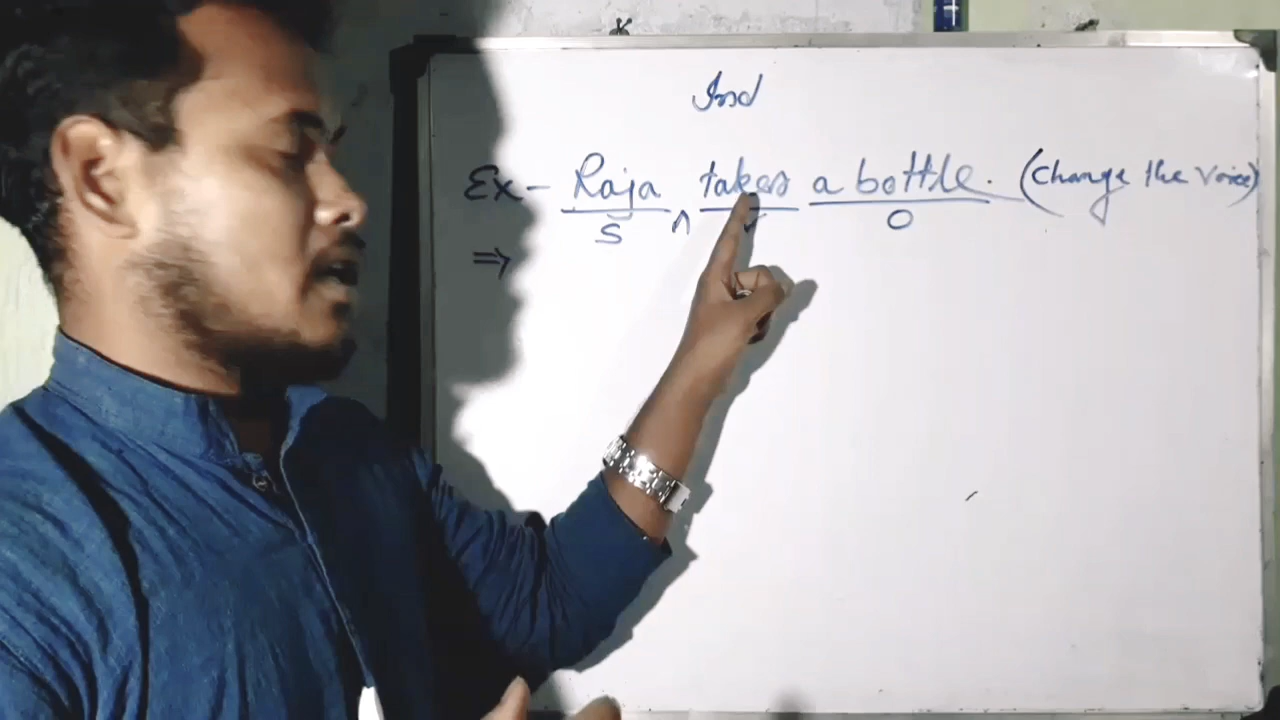 Ind
Ex - Raja takes a bottle. (Change the Voice)
S ^ V O
⇒